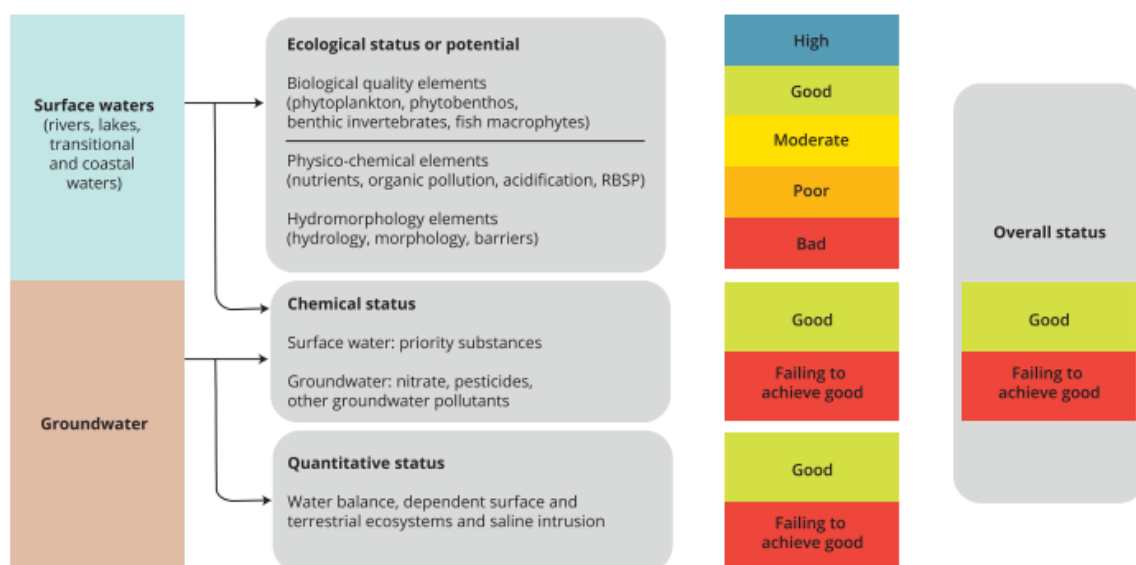 Surface waters
(rivers, lakes,
transitional
and coastal
waters)
Groundwater
Ecological status or potential
Biological quality elements
(phytoplankton, phytobenthos,
benthic invertebrates, fish macrophytes)
Physico-chemical elements
(nutrients, organic pollution, acidification, RBSP)
Hydromorphology elements
(hydrology, morphology, barriers)
Chemical status
Surface water: priority substances
Groundwater: nitrate, pesticides,
other groundwater pollutants
Quantitative status
Water balance, dependent surface and
terrestrial ecosystems and saline intrusion
High
Good
Moderate
Poor
Bad
Good
Failing to
achieve good
Good
Failing to
achieve good
Overall status
Good
Failing to
achieve good